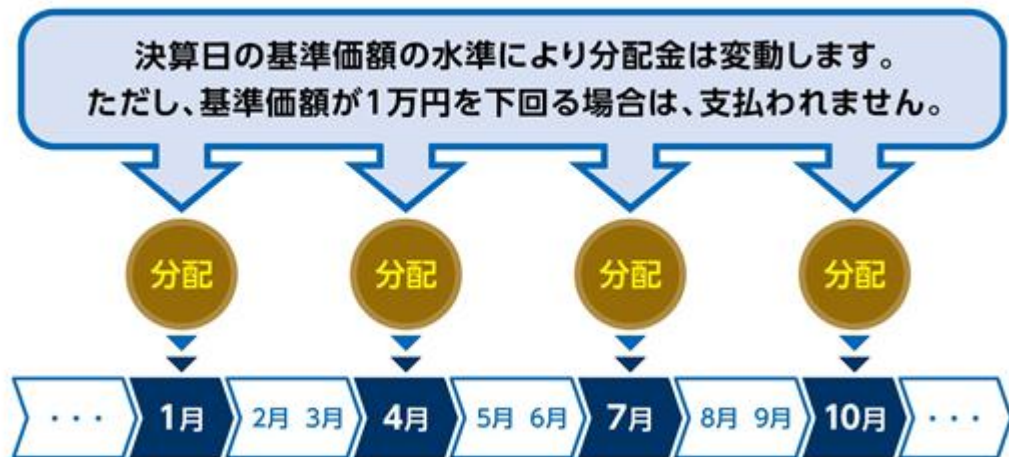 決算日の基準価額の水準により分配金は変動します。
ただし、基準価額が1万円を下回る場合は、支払われません。
分配 分配 分配 分配
・・・ 1月 2月 3月 4月 5月 6月 7月 8月 9月 10月 ・・・